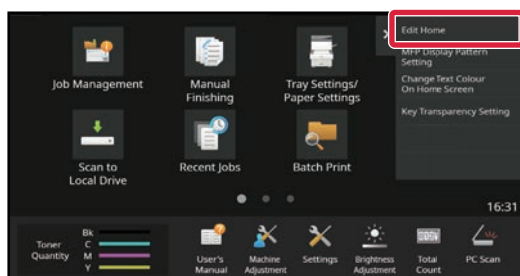 Edit Home
MFP Display Pattern
Setting
Change Text Colour
On Home Screen
Key Transparency Setting
Job Management
Manual
Finishing
Tray Settings/
Paper Settings
Scan to
Local Drive
Recent Jobs
Batch Print
16:31
Toner
Quantity
Bk
C
M
Y
User's
Manual
Machine
Adjustment
Settings
Brightness
Adjustment
Total
Count
PC Scan